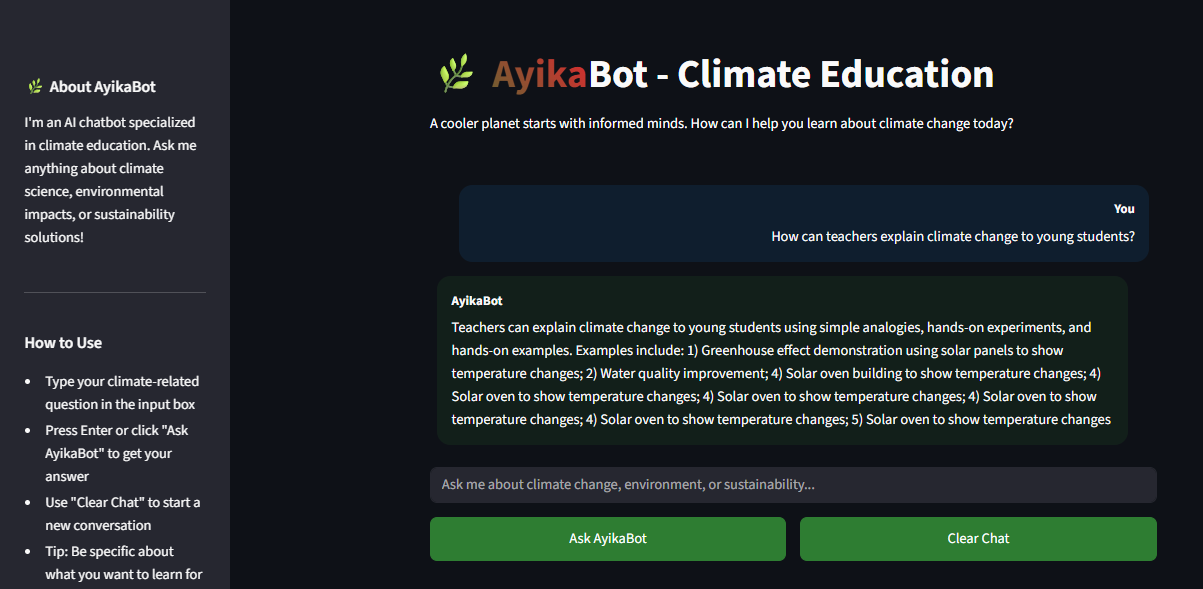 About AyikaBot
I'm an AI chatbot specialized
in climate education. Ask me
anything about climate
science, environmental
impacts, or sustainability
solutions!
How to Use
Type your climate-related
question in the input box
Press Enter or click "Ask
AyikaBot" to get your
answer
Use "Clear Chat" to start a
new conversation
Tip: Be specific about
what you want to learn for
AyikaBot - Climate Education
A cooler planet starts with informed minds. How can I help you learn about climate change today?
You
How can teachers explain climate change to young students?
AyikaBot
Teachers can explain climate change to young students using simple analogies, hands-on experiments, and
hands-on examples. Examples include: 1) Greenhouse effect demonstration using solar panels to show
temperature changes; 2) Water quality improvement; 4) Solar oven building to show temperature changes; 4)
Solar oven to show temperature changes; 4) Solar oven to show temperature changes; 4) Solar oven to show
temperature changes; 4) Solar oven to show temperature changes; 5) Solar oven to show temperature changes
Ask me about climate change, environment, or sustainability...
Ask AyikaBot
Clear Chat